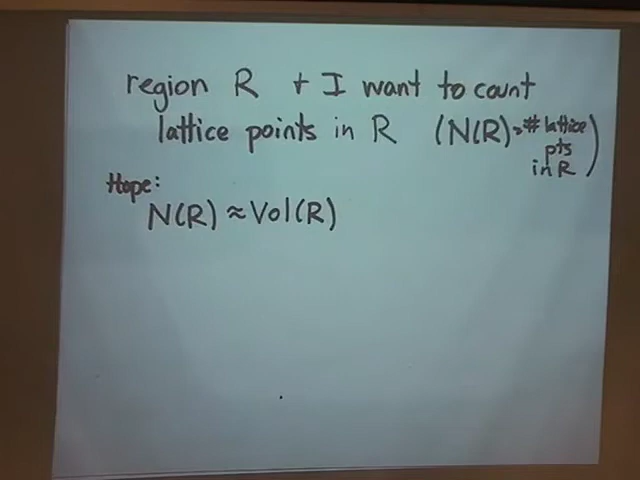 region R + I want to count
lattice points in R (N(R)=# lattice
pts
in R)
Hope:
N(R)≈Vol(R)